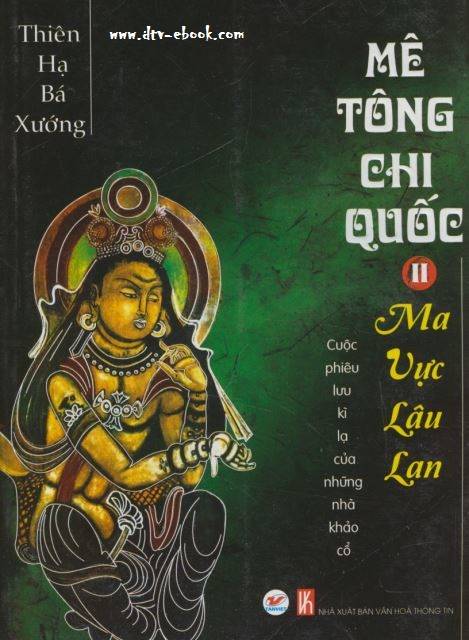 www.dtv-ebook.com
Thiên
Hạ
Bá
Xướng
MÊ
TÔNG
CHI
QUỐC
II
Ma
Vực
Lâu
Lan
Cuộc
phiêu
lưu
kì
lạ
của
những
nhà
khảo
cổ
TANVIET
NHÀ XUẤT BẢN VĂN HOÁ THÔNG TIN